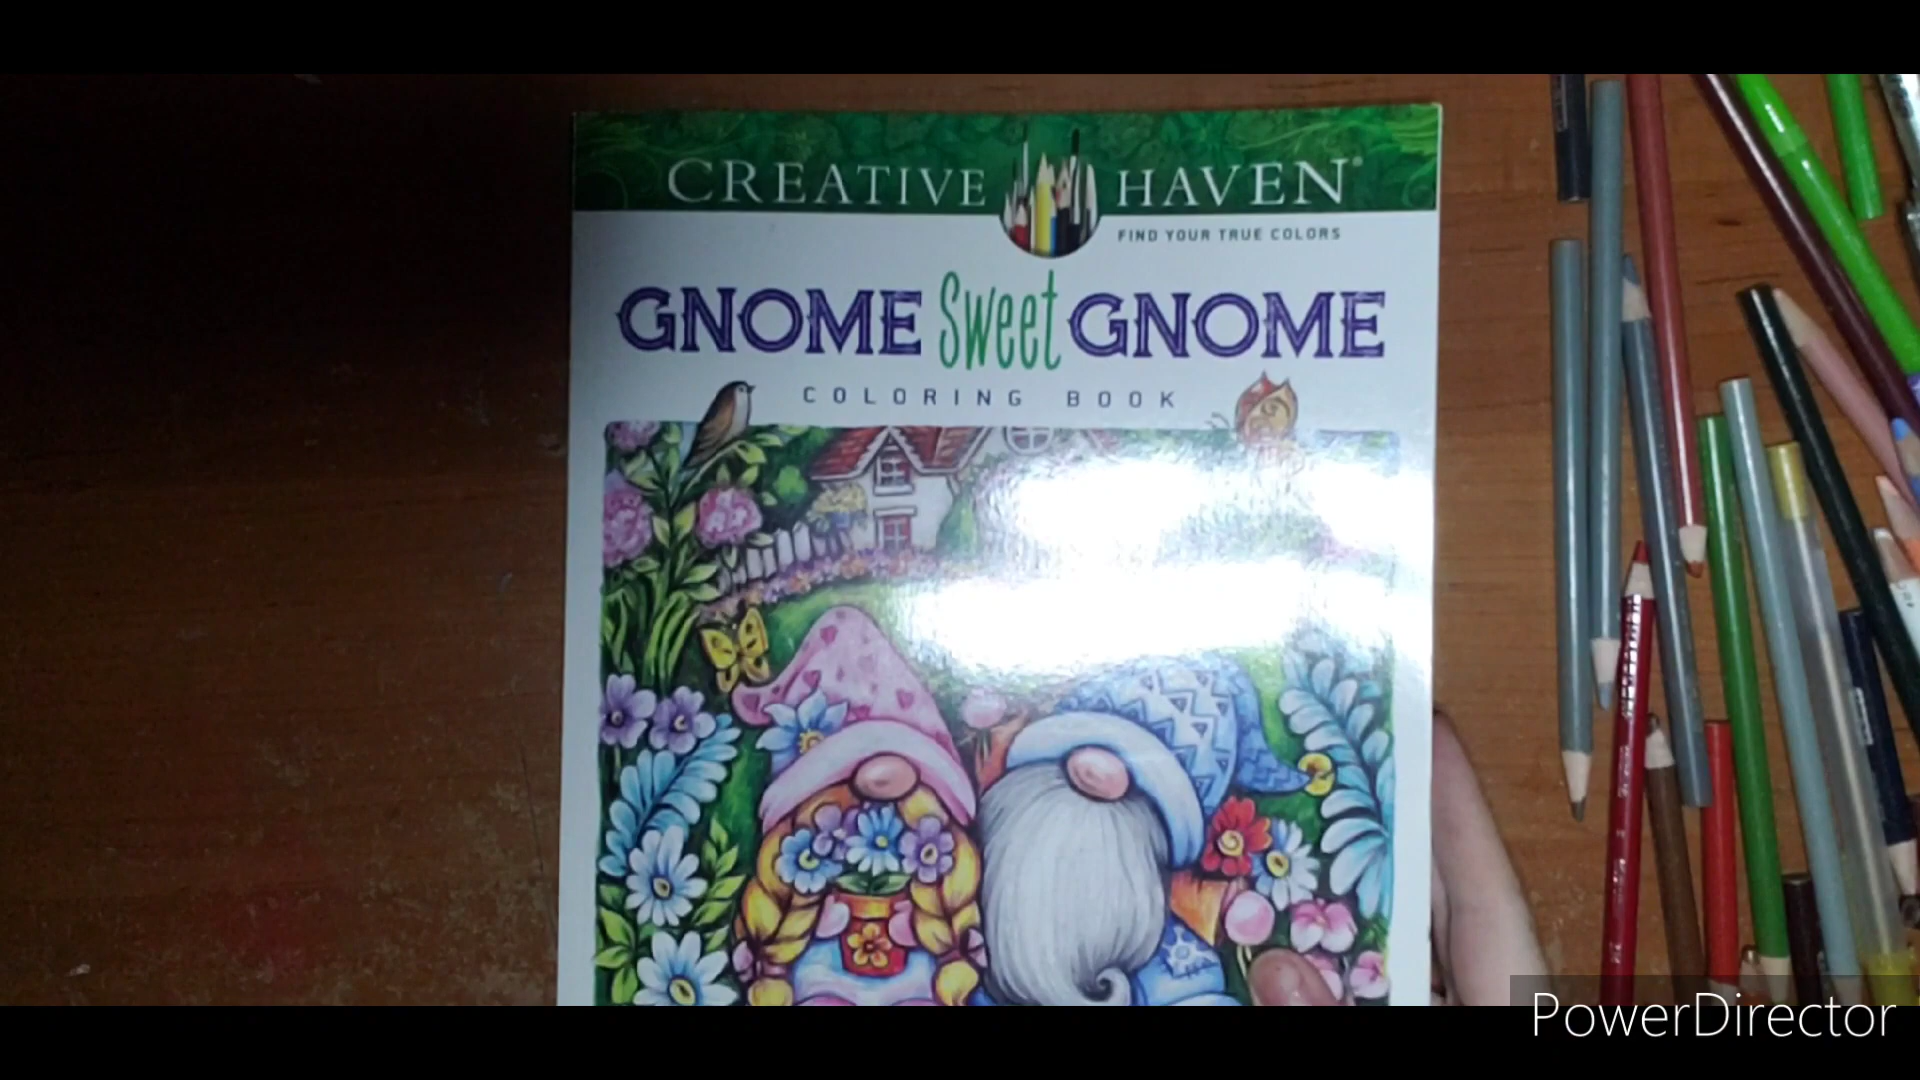 CREATIVE HAVEN®
FIND YOUR TRUE COLORS
GNOME Sweet GNOME
COLORING BOOK
PowerDirector